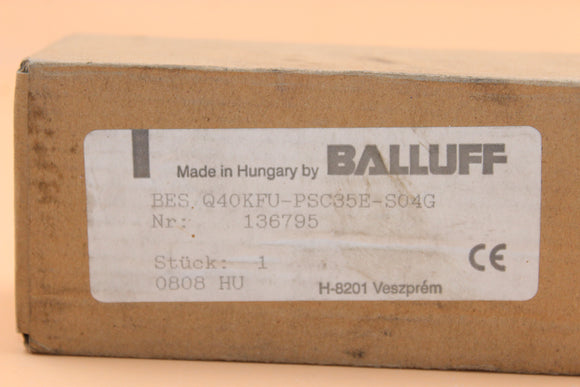 Made in Hungary by BALLUFF
BES Q40KFU-PSC35E-S04G
Nr: 136795
Stück: 1
0808 HU
H-8201 Veszprém
CE